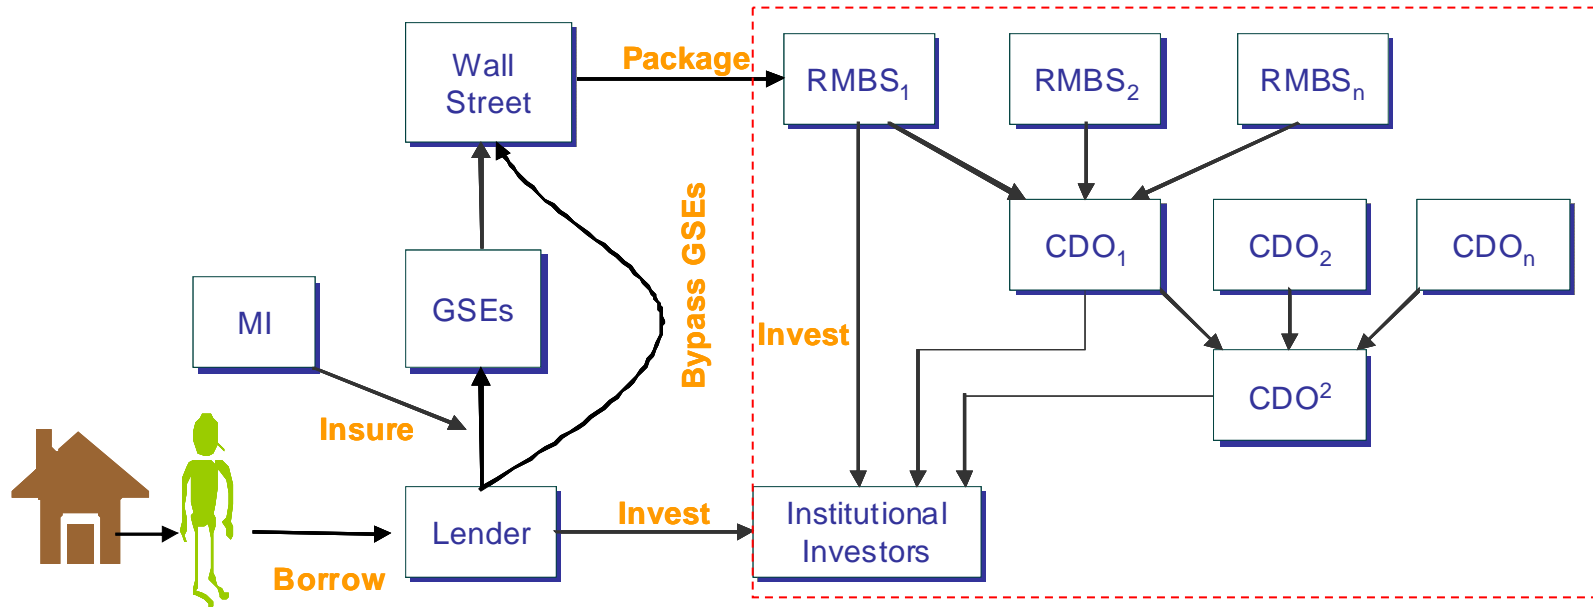 Wall
Street
Package
RMBS₁
RMBS₂
RMBSₙ
Bypass GSEs
CDO₁
CDO₂
CDOₙ
MI
GSEs
Invest
CDO²
Insure
Lender
Invest
Institutional
Investors
Borrow